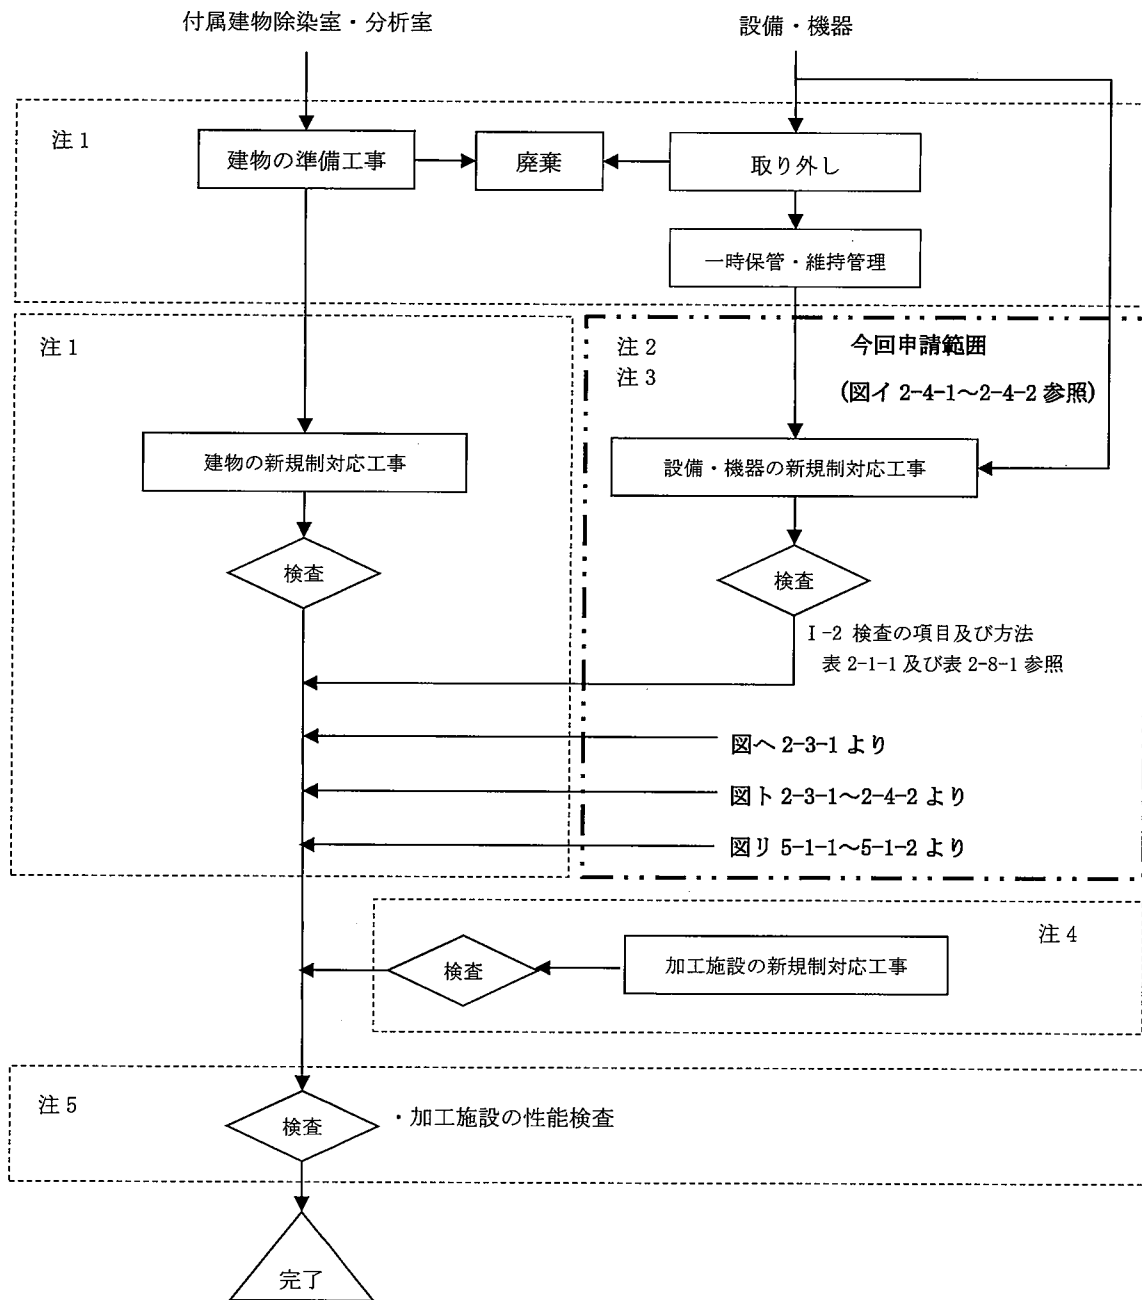 付属建物除染室・分析室
設備・機器
注 1
建物の準備工事
廃棄
取り外し
一時保管・維持管理
注 1
注 2
注 3
今回申請範囲
(図イ 2-4-1～2-4-2 参照)
建物の新規制対応工事
設備・機器の新規制対応工事
検査
検査
Ⅰ-2 検査の項目及び方法
表 2-1-1 及び表 2-8-1 参照
図ヘ 2-3-1 より
図ト 2-3-1～2-4-2 より
図リ 5-1-1～5-1-2 より
注 4
検査
加工施設の新規制対応工事
注 5
検査
・加工施設の性能検査
完了